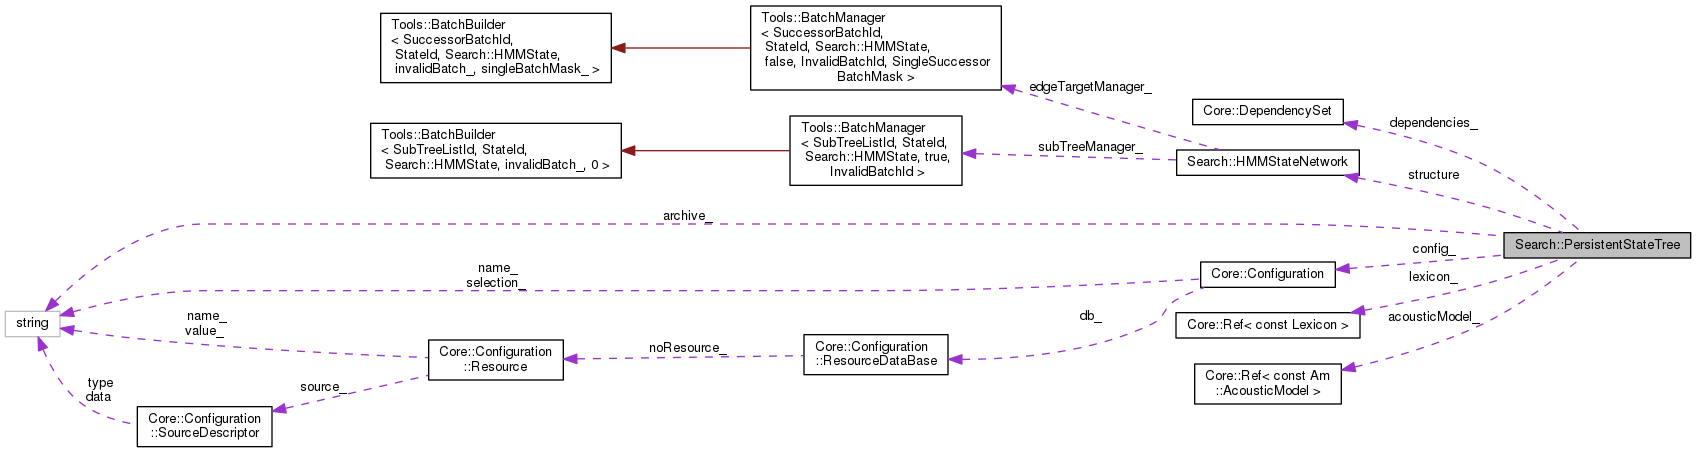 Tools::BatchBuilder
< SuccessorBatchId,
StateId, Search::HMMState,
invalidBatch_, singleBatchMask_ >
Tools::BatchManager
< SuccessorBatchId,
StateId, Search::HMMState,
false, InvalidBatchId, SingleSuccessor
BatchMask >
edgeTargetManager_
Core::DependencySet
dependencies_
Tools::BatchBuilder
< SubTreeListId, StateId,
Search::HMMState, invalidBatch_, 0 >
Tools::BatchManager
< SubTreeListId, StateId,
Search::HMMState, true,
InvalidBatchId >
subTreeManager_
Search::HMMStateNetwork
structure
archive_
Search::PersistentStateTree
name_
selection_
Core::Configuration
config_
lexicon_
string
name_
value_
db_
Core::Ref< const Lexicon >
acousticModel_
Core::Configuration
::Resource
noResource_
Core::Configuration
::ResourceDataBase
type
data
source_
Core::Ref< const Am
::AcousticModel >
Core::Configuration
::SourceDescriptor